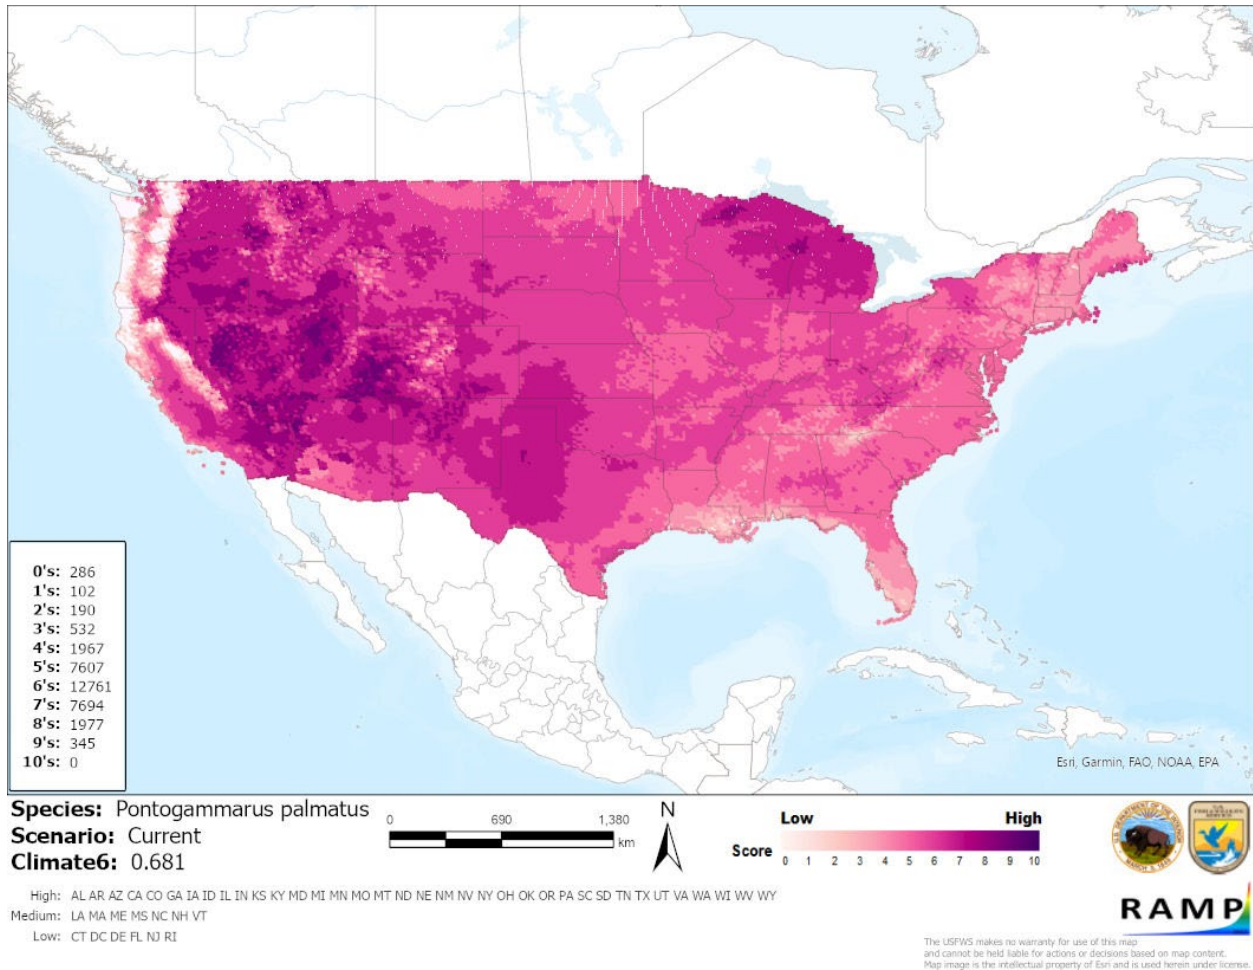 0's: 286
1's: 102
2's: 190
3's: 532
4's: 1967
5's: 7607
6's: 12761
7's: 7694
8's: 1977
9's: 345
10's: 0
Esri, Garmin, FAO, NOAA, EPA
Species: Pontogammarus palmatus
Scenario: Current
Climate6: 0.681
0 690 1,380
km
N
Low High
Score 0 1 2 3 4 5 6 7 8 9 10
High: AL AR AZ CA CO GA IA ID IL IN KS KY MD MI MN MO MT ND NE NM NV NY OH OK OR PA SC SD TN TX UT VA WA WI WV WY
Medium: LA MA ME MS NC NH VT
Low: CT DC DE FL NJ RI
RAMP
The USFWS makes no warranty for use of this map
and cannot be held liable for actions or decisions based on map content.
Map image is the intellectual property of Esri and is used herein under license.